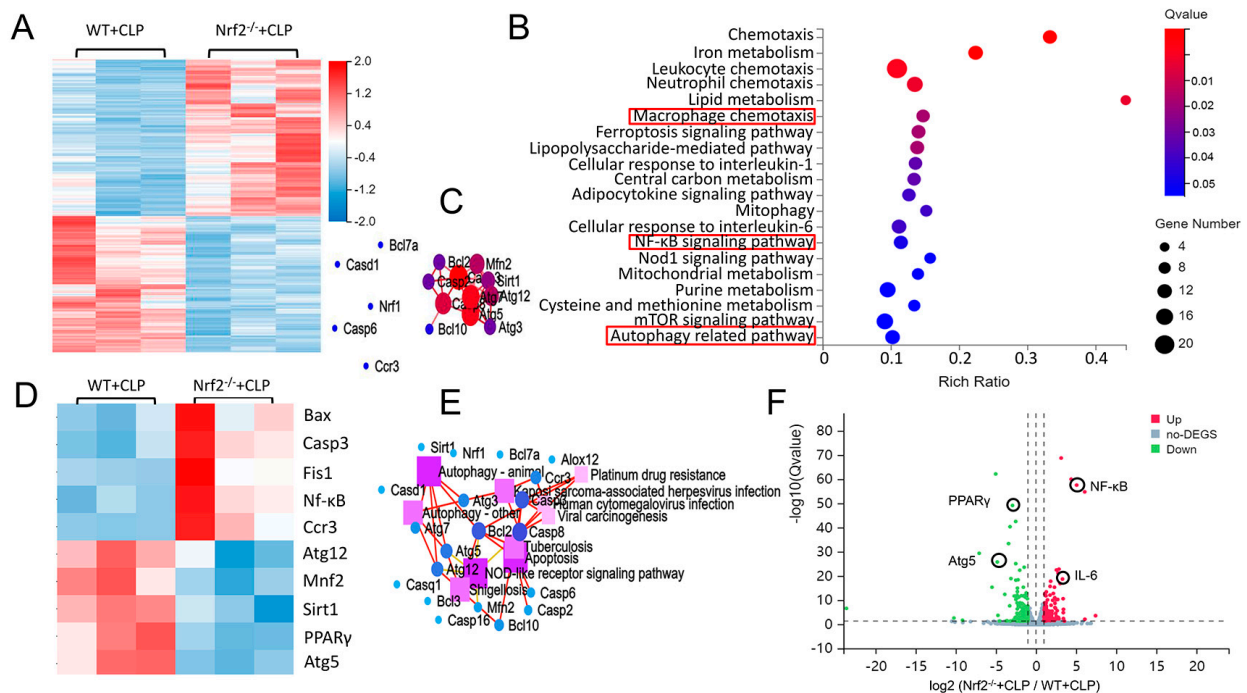 A
WT+CLP
Nrf2-/-+CLP
2.0
1.2
0.4
-0.4
-1.2
-2.0
B
Chemotaxis
Iron metabolism
Leukocyte chemotaxis
Neutrophil chemotaxis
Lipid metabolism
Macrophage chemotaxis
Ferroptosis signaling pathway
Lipopolysaccharide-mediated pathway
Cellular response to interleukin-1
Central carbon metabolism
Adipocytokine signaling pathway
Mitophagy
Cellular response to interleukin-6
NF-κB signaling pathway
Nod1 signaling pathway
Mitochondrial metabolism
Purine metabolism
Cysteine and methionine metabolism
mTOR signaling pathway
Autophagy related pathway
0 0.1 0.2 0.3 0.4
Rich Ratio
Qvalue
0.01
0.02
0.03
0.04
0.05
Gene Number
4
8
12
16
20
C
Bcl7a
Casd1
Nrf1
Casp6
Ccr3
Bcl2
Mfn2
Casp2
Sirt1
Atg7
Atg12
Atg5
Bcl10
Atg3
D
WT+CLP
Nrf2-/-+CLP
Bax
Casp3
Fis1
Nf-κB
Ccr3
Atg12
Mnf2
Sirt1
PPARγ
Atg5
E
Sirt1
Nrf1
Bcl7a
Alox12
Autophagy - animal
Ccr3
Platinum drug resistance
Casd1
Kaposi sarcoma-associated herpesvirus infection
Atg3
Casp3
Human cytomegalovirus infection
Autophagy - other
Viral carcinogenesis
Atg7
Bcl2
Casp8
Tuberculosis
Atg5
Apoptosis
Atg12
NOD-like receptor signaling pathway
Casq1
Shigellosis
Casp6
Bcl3
Mfn2
Casp2
Casp16
Bcl10
F
80
70
60
50
40
30
20
10
0
-10
-log10(Qvalue)
PPARγ
NF-κB
Atg5
IL-6
Up
no-DEGS
Down
-20 -15 -10 -5 0 5 10 15 20
log2 (Nrf2-/-+CLP / WT+CLP)